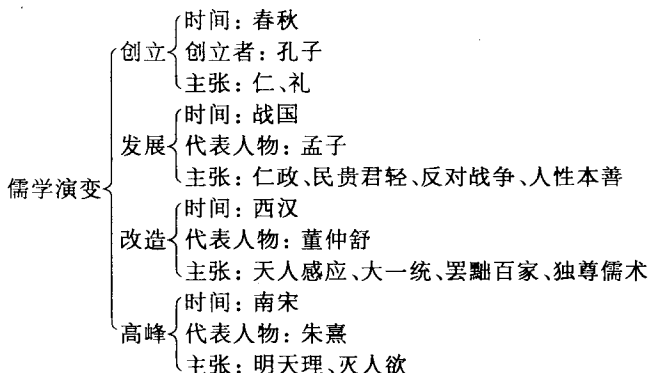 时间：春秋
创立 创立者：孔子
主张：仁、礼
时间：战国
发展 代表人物：孟子
主张：仁政、民贵君轻、反对战争、人性本善
儒学演变
时间：西汉
改造 代表人物：董仲舒
主张：天人感应、大一统、罢黜百家、独尊儒术
时间：南宋
高峰 代表人物：朱熹
主张：明天理、灭人欲